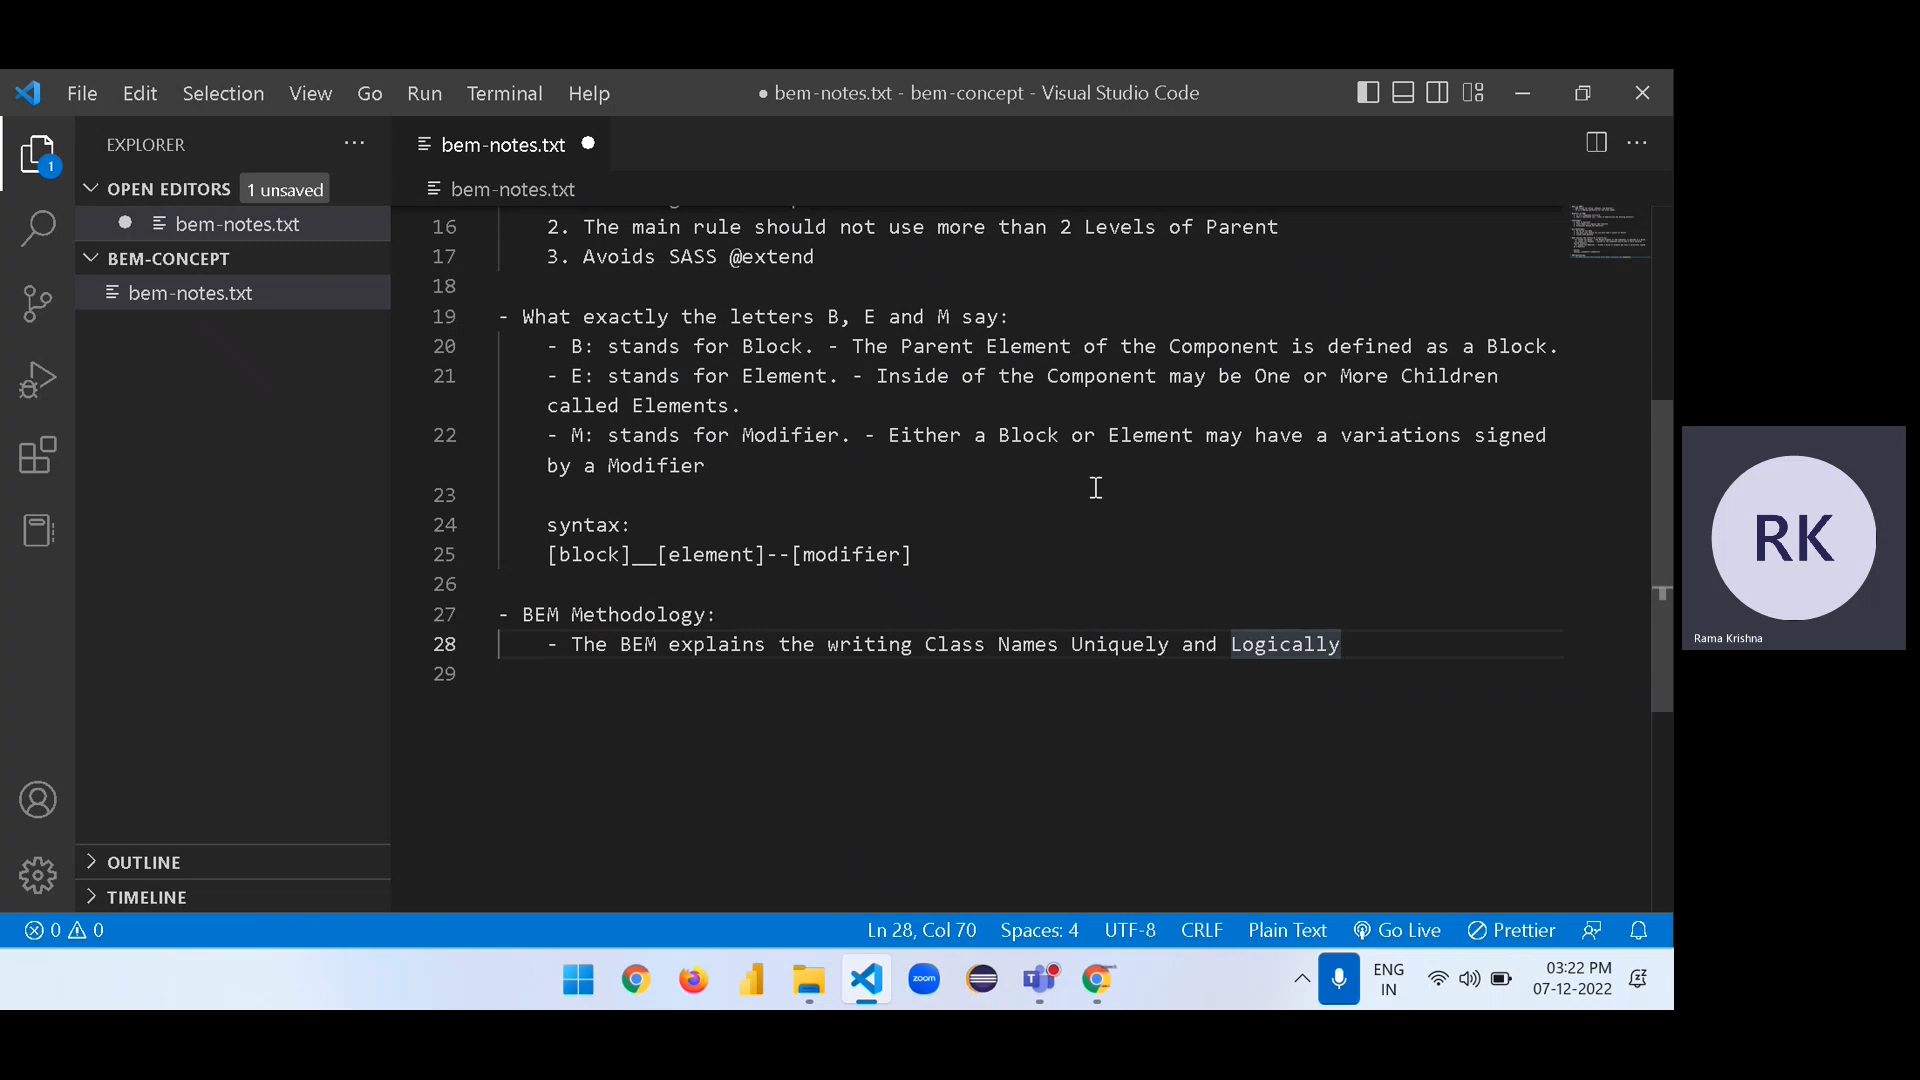 File Edit Selection View Go Run Terminal Help
● bem-notes.txt - bem-concept - Visual Studio Code
EXPLORER
OPEN EDITORS 1 unsaved
bem-notes.txt
BEM-CONCEPT
bem-notes.txt
OUTLINE
TIMELINE
1
bem-notes.txt
bem-notes.txt
16 2. The main rule should not use more than 2 Levels of Parent
17 3. Avoids SASS @extend
18
19 - What exactly the letters B, E and M say:
20 - B: stands for Block. - The Parent Element of the Component is defined as a Block.
21 - E: stands for Element. - Inside of the Component may be One or More Children
called Elements.
22 - M: stands for Modifier. - Either a Block or Element may have a variations signed
by a Modifier
23
24 syntax:
25 [block]__[element]--[modifier]
26
27 - BEM Methodology:
28 - The BEM explains the writing Class Names Uniquely and Logically
29
RK
Rama Krishna
0 0 Ln 28, Col 70 Spaces: 4 UTF-8 CRLF Plain Text Go Live Prettier
zoom
ENG
IN
03:22 PM
07-12-2022